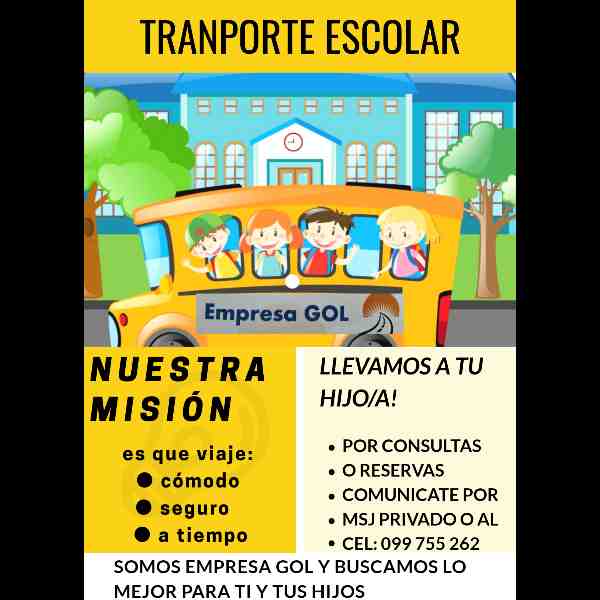 TRANPORTE ESCOLAR
Empresa GOL
NUESTRA
MISIÓN
es que viaje:
● cómodo
● seguro
● a tiempo
LLEVAMOS A TU
HIJO/A!
• POR CONSULTAS
• O RESERVAS
• COMUNICATE POR
• MSJ PRIVADO O AL
• CEL: 099 755 262
SOMOS EMPRESA GOL Y BUSCAMOS LO
MEJOR PARA TI Y TUS HIJOS